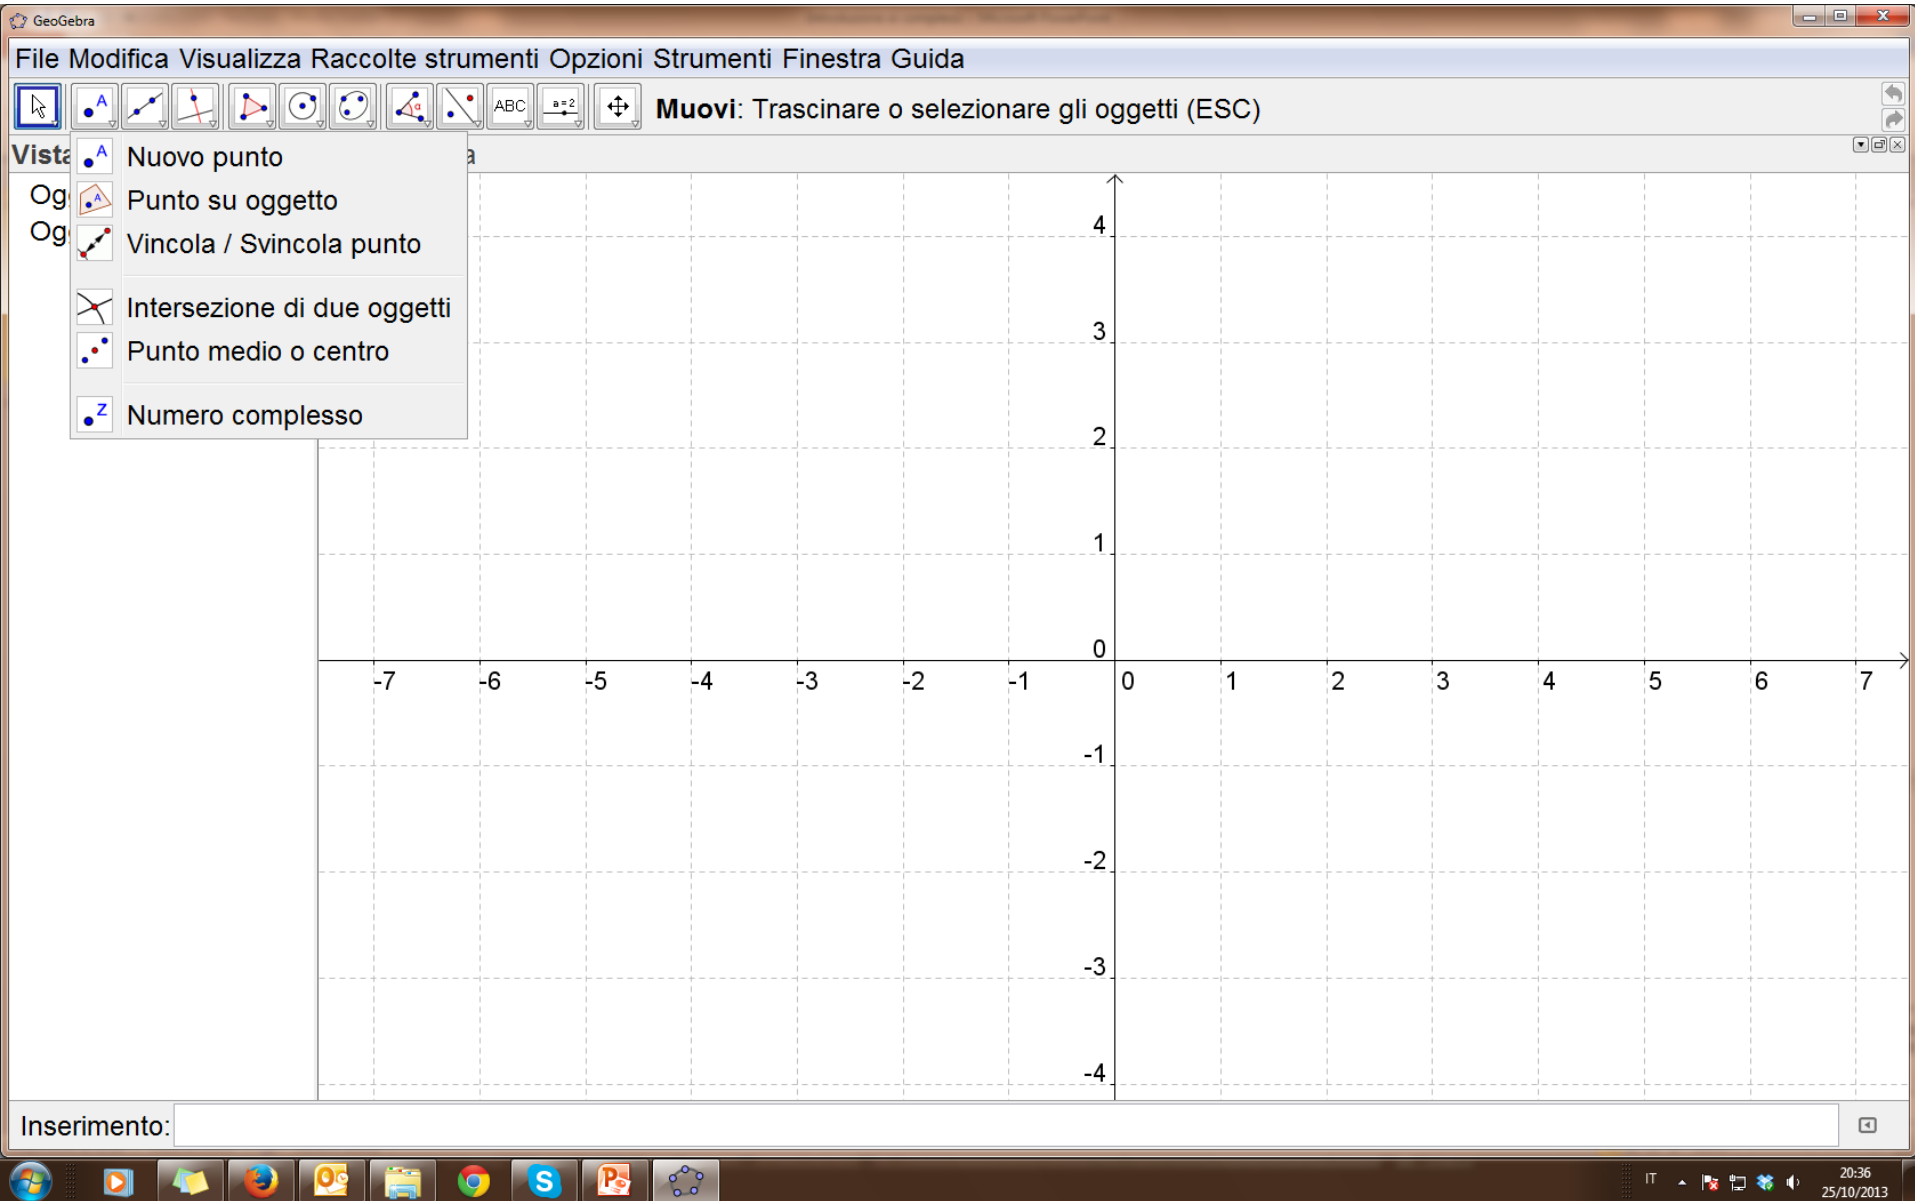 GeoGebra
File Modifica Visualizza Raccolte strumenti Opzioni Strumenti Finestra Guida
A α ABC a=2 Muovi: Trascinare o selezionare gli oggetti (ESC)
Vista a
A Nuovo punto
Og A Punto su oggetto
Og Vincola / Svincola punto
Intersezione di due oggetti
Punto medio o centro
z Numero complesso
4
3
2
1
0
-7 -6 -5 -4 -3 -2 -1 0 1 2 3 4 5 6 7
-1
-2
-3
-4
Inserimento:
IT 20:36
25/10/2013